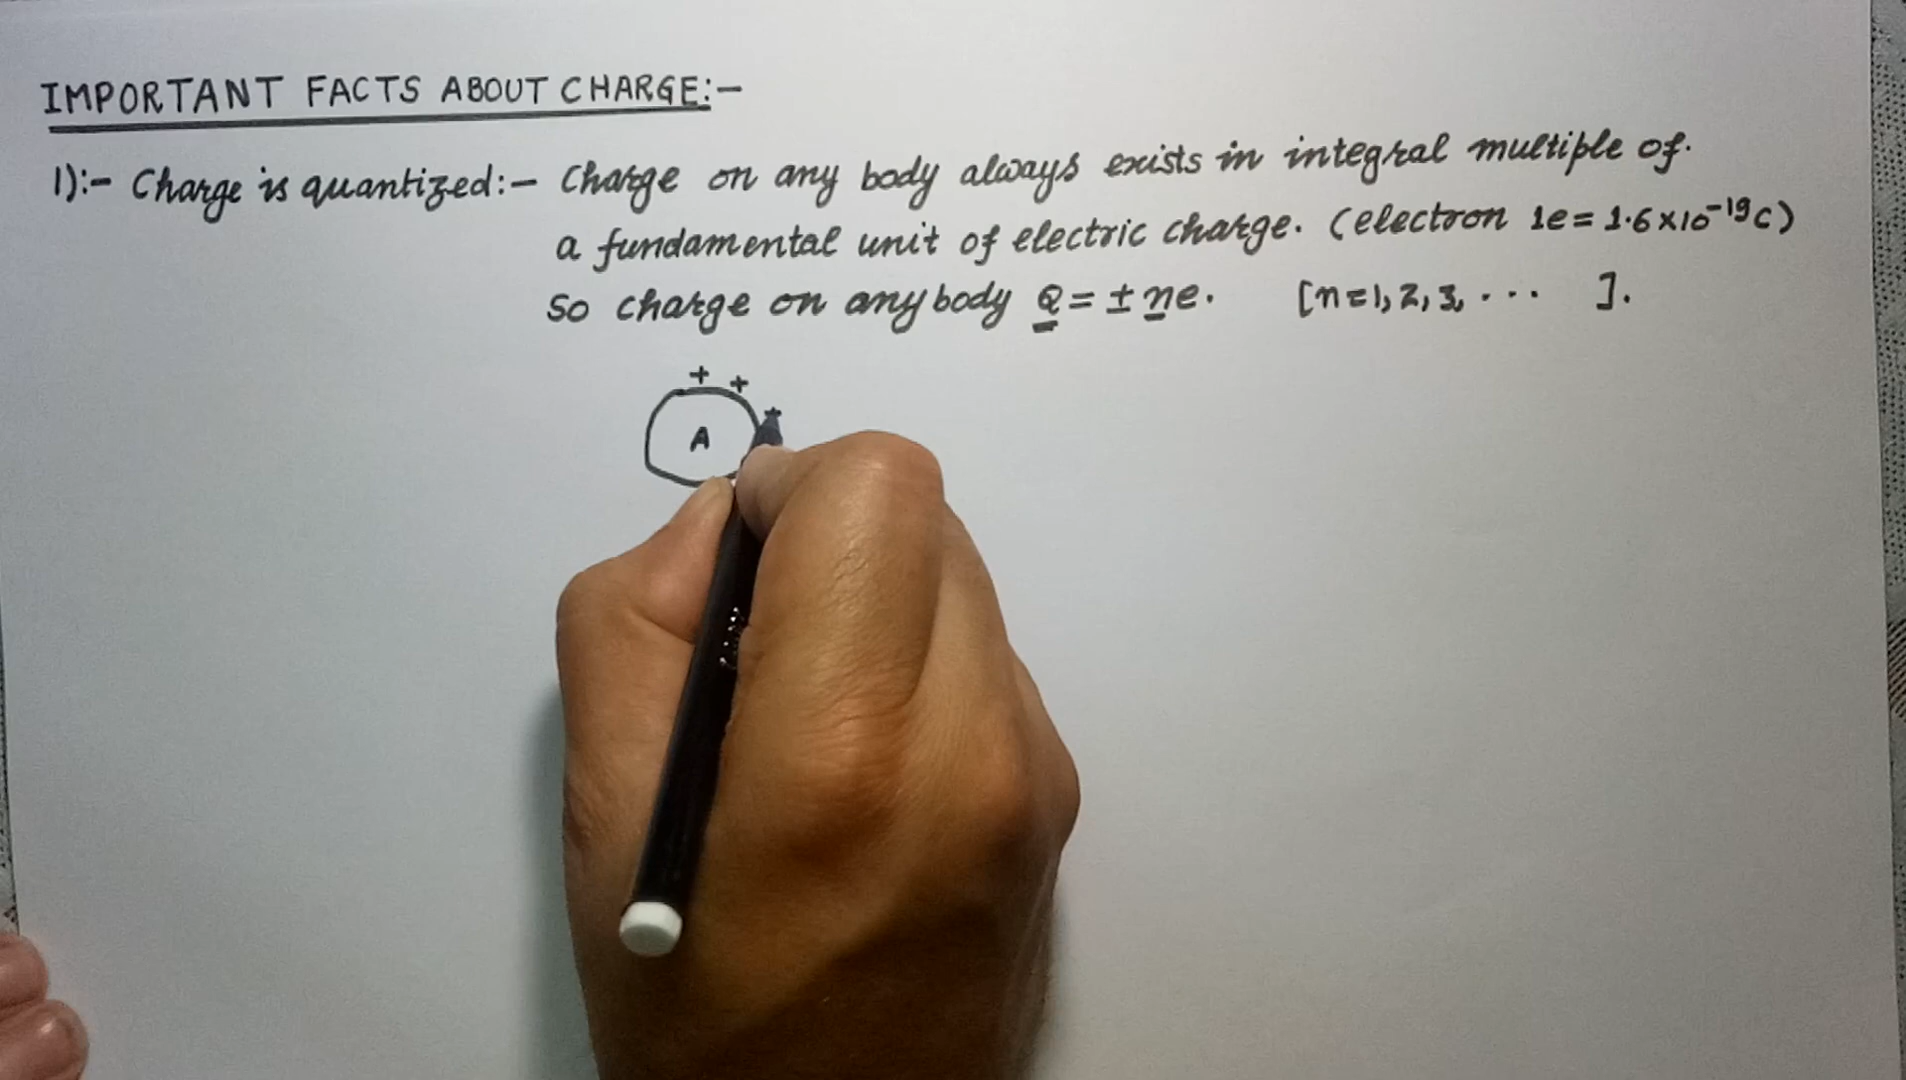 IMPORTANT FACTS ABOUT CHARGE:-
1):- Charge is quantized:- Charge on any body always exists in integral multiple of.
a fundamental unit of electric charge. (electron 1e= 1.6×10⁻¹⁹C)
So charge on any body Q = ± ne. [n=1, 2, 3, ... ].
+ + +
A